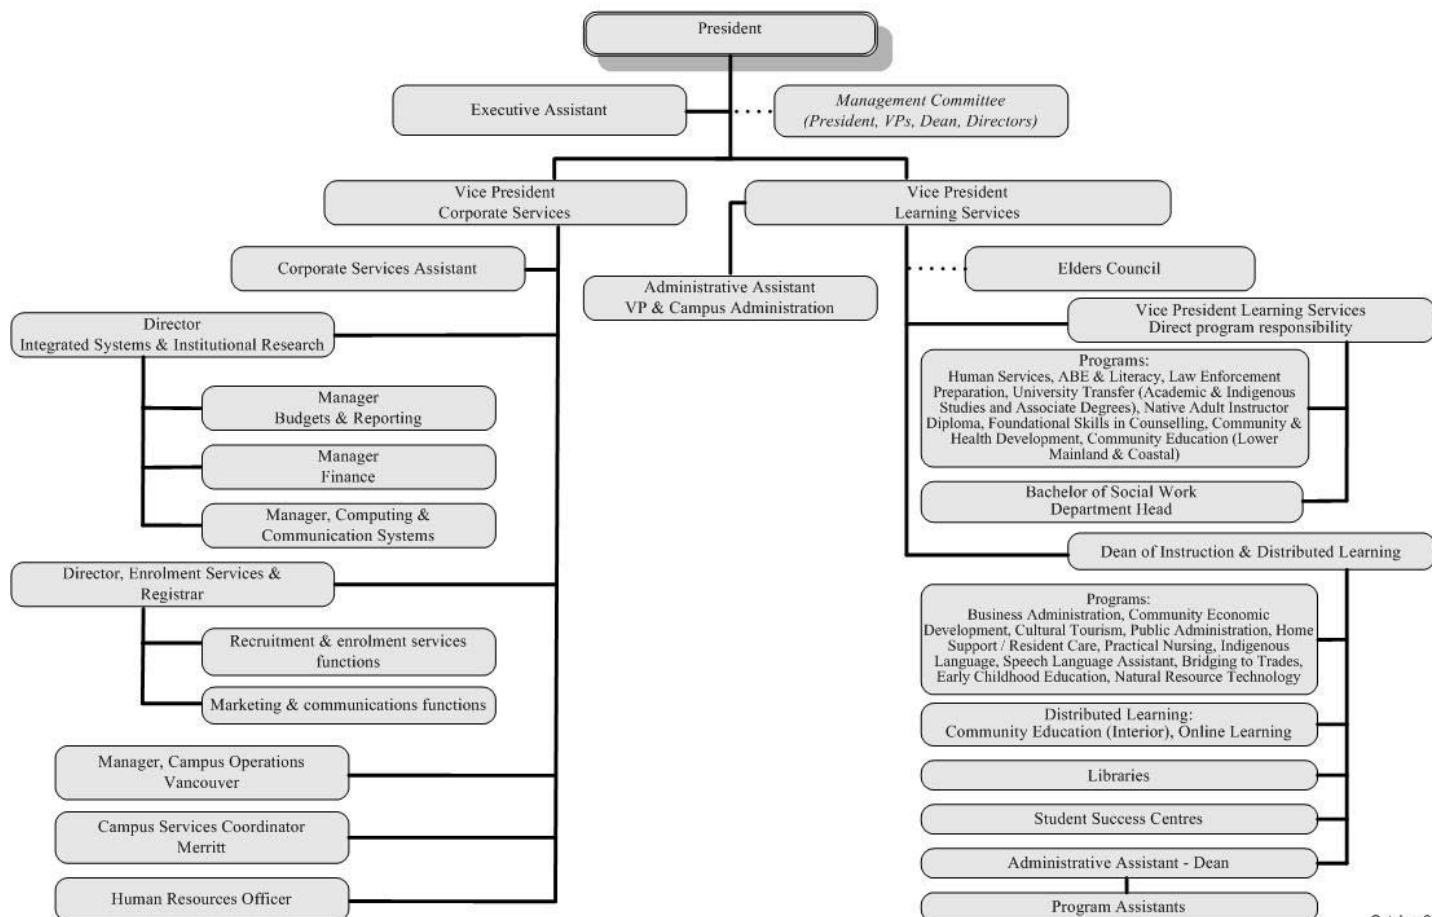 President
Executive Assistant
Management Committee
(President, VPs, Dean, Directors)
Vice President
Corporate Services
Vice President
Learning Services
Corporate Services Assistant
Administrative Assistant
VP & Campus Administration
Elders Council
Director
Integrated Systems & Institutional Research
Manager
Budgets & Reporting
Manager
Finance
Manager, Computing &
Communication Systems
Director, Enrolment Services &
Registrar
Recruitment & enrolment services
functions
Marketing & communications functions
Manager, Campus Operations
Vancouver
Campus Services Coordinator
Merritt
Human Resources Officer
Vice President Learning Services
Direct program responsibility
Programs:
Human Services, ABE & Literacy, Law Enforcement
Preparation, University Transfer (Academic & Indigenous
Studies and Associate Degrees), Native Adult Instructor
Diploma, Foundational Skills in Counselling, Community &
Health Development, Community Education (Lower
Mainland & Coastal)
Bachelor of Social Work
Department Head
Dean of Instruction & Distributed Learning
Programs:
Business Administration, Community Economic
Development, Cultural Tourism, Public Administration, Home
Support / Resident Care, Practical Nursing, Indigenous
Language, Speech Language Assistant, Bridging to Trades,
Early Childhood Education, Natural Resource Technology
Distributed Learning:
Community Education (Interior), Online Learning
Libraries
Student Success Centres
Administrative Assistant - Dean
Program Assistants